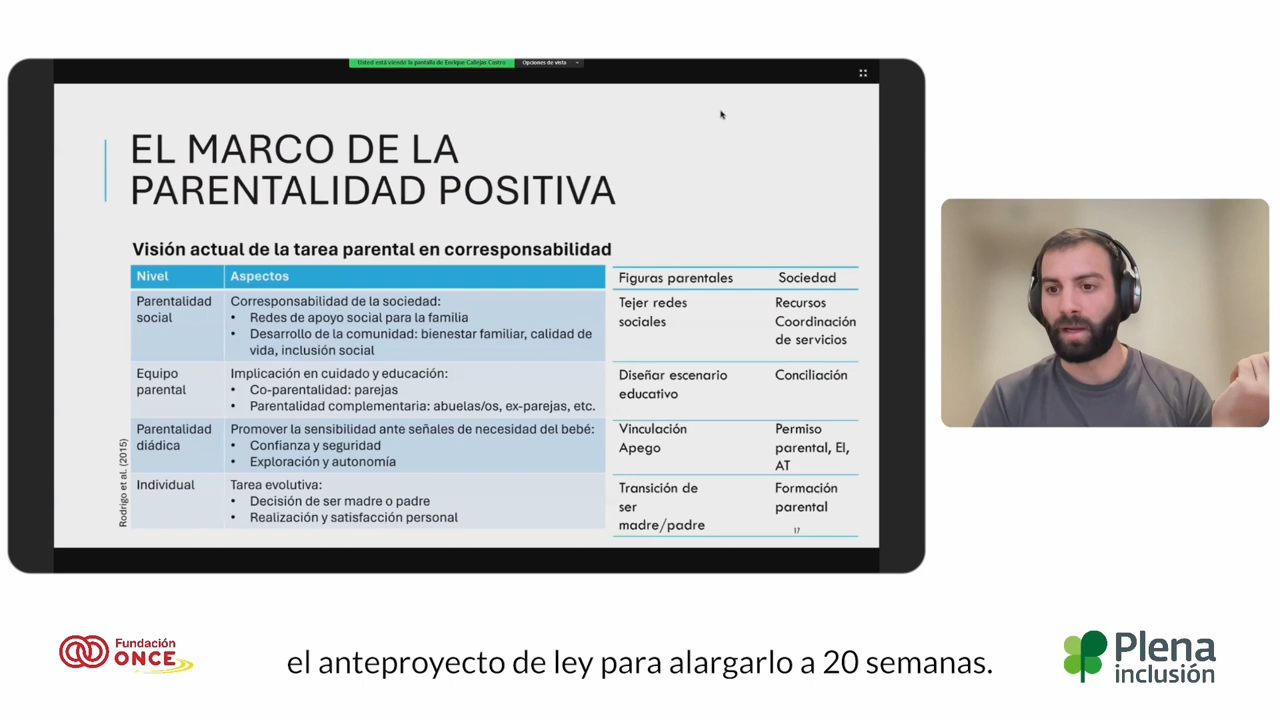 Usted está viendo la pantalla de Enrique Callejas Castro
Opciones de vista
EL MARCO DE LA
PARENTALIDAD POSITIVA
Visión actual de la tarea parental en corresponsabilidad
Nivel Aspectos
Figuras parentales Sociedad
Parentalidad social
Corresponsabilidad de la sociedad:
• Redes de apoyo social para la familia
• Desarrollo de la comunidad: bienestar familiar, calidad de
vida, inclusión social
Tejer redes
sociales
Recursos
Coordinación
de servicios
Equipo
parental
Implicación en cuidado y educación:
• Co-parentalidad: parejas
• Parentalidad complementaria: abuelas/os, ex-parejas, etc.
Diseñar escenario
educativo
Conciliación
Parentalidad
diádica
Promover la sensibilidad ante señales de necesidad del bebé:
• Confianza y seguridad
• Exploración y autonomía
Vinculación
Apego
Permiso
parental, EI,
AT
Individual
Tarea evolutiva:
• Decisión de ser madre o padre
• Realización y satisfacción personal
Transición de
ser
madre/padre
Formación
parental
17
Rodrigo et al. (2015)
Fundación
ONCE
el anteproyecto de ley para alargarlo a 20 semanas.
Plena
inclusión